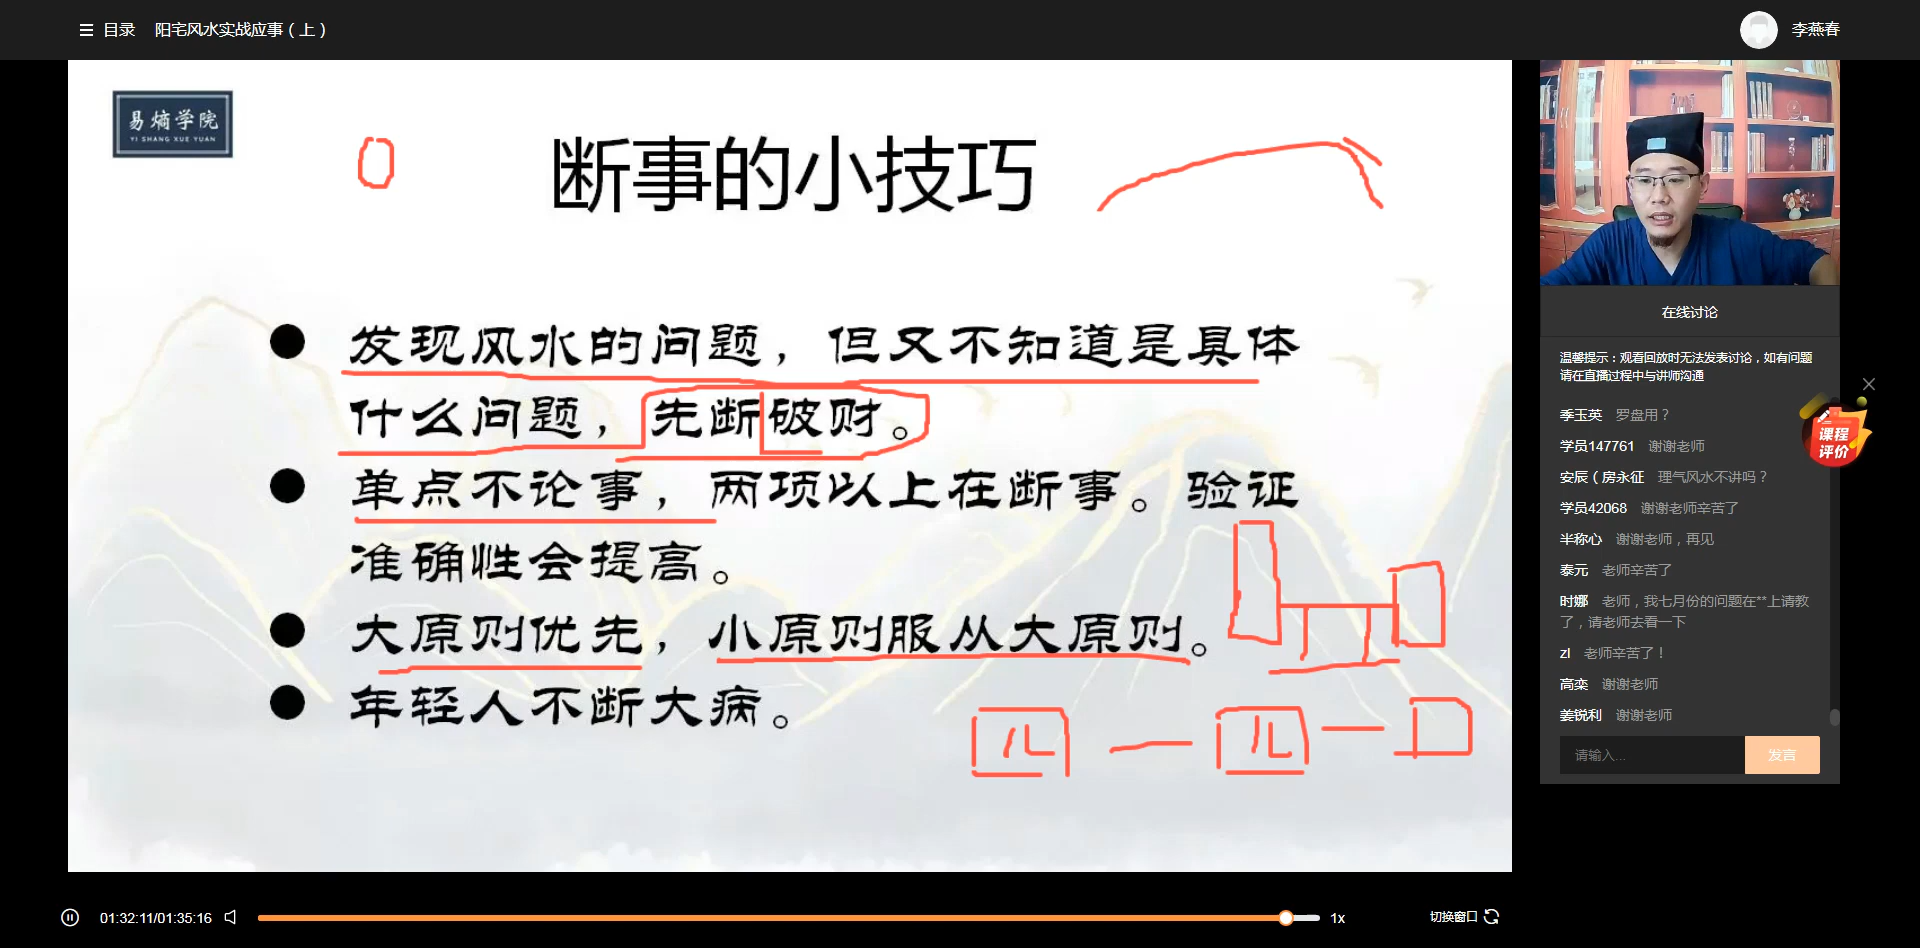 目录 阳宅风水实战应事（上）
李燕春
易熵学院
YI SHANG XUE YUAN
断事的小技巧
发现风水的问题，但又不知道是具体
什么问题，先断破财。
单点不论事，两项以上在断事。验证
准确性会提高。
大原则优先，小原则服从大原则。
年轻人不断大病。
在线讨论
温馨提示：观看回放时无法发表讨论，如有问题
请在直播过程中与讲师沟通
季玉英 罗盘用？
学员147761 谢谢老师
安辰（房永征 理气风水不讲吗？
学员42068 谢谢老师辛苦了
半称心 谢谢老师，再见
泰元 老师辛苦了
时娜 老师，我七月份的问题在**上请教
了，请老师去看一下
zl 老师辛苦了！
高栾 谢谢老师
姜锐利 谢谢老师
请输入... 发言
课程
评价
01:32:11/01:35:16
1x
切换窗口